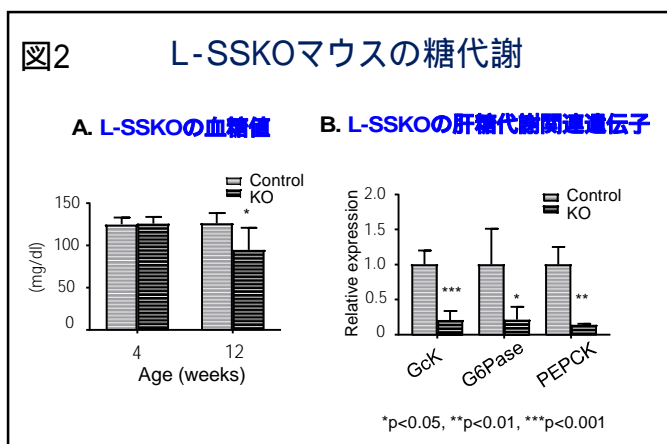 図2 L-SSKOマウスの糖代謝
A. L-SSKOの血糖値
Control
KO
*
150
100
50
0
(mg/dl)
4 12
Age (weeks)
B. L-SSKOの肝糖代謝関連遺伝子
Control
KO
2.0
1.5
1.0
0.5
0
Relative expression
*** * **
GcK G6Pase PEPCK
*p<0.05, **p<0.01, ***p<0.001